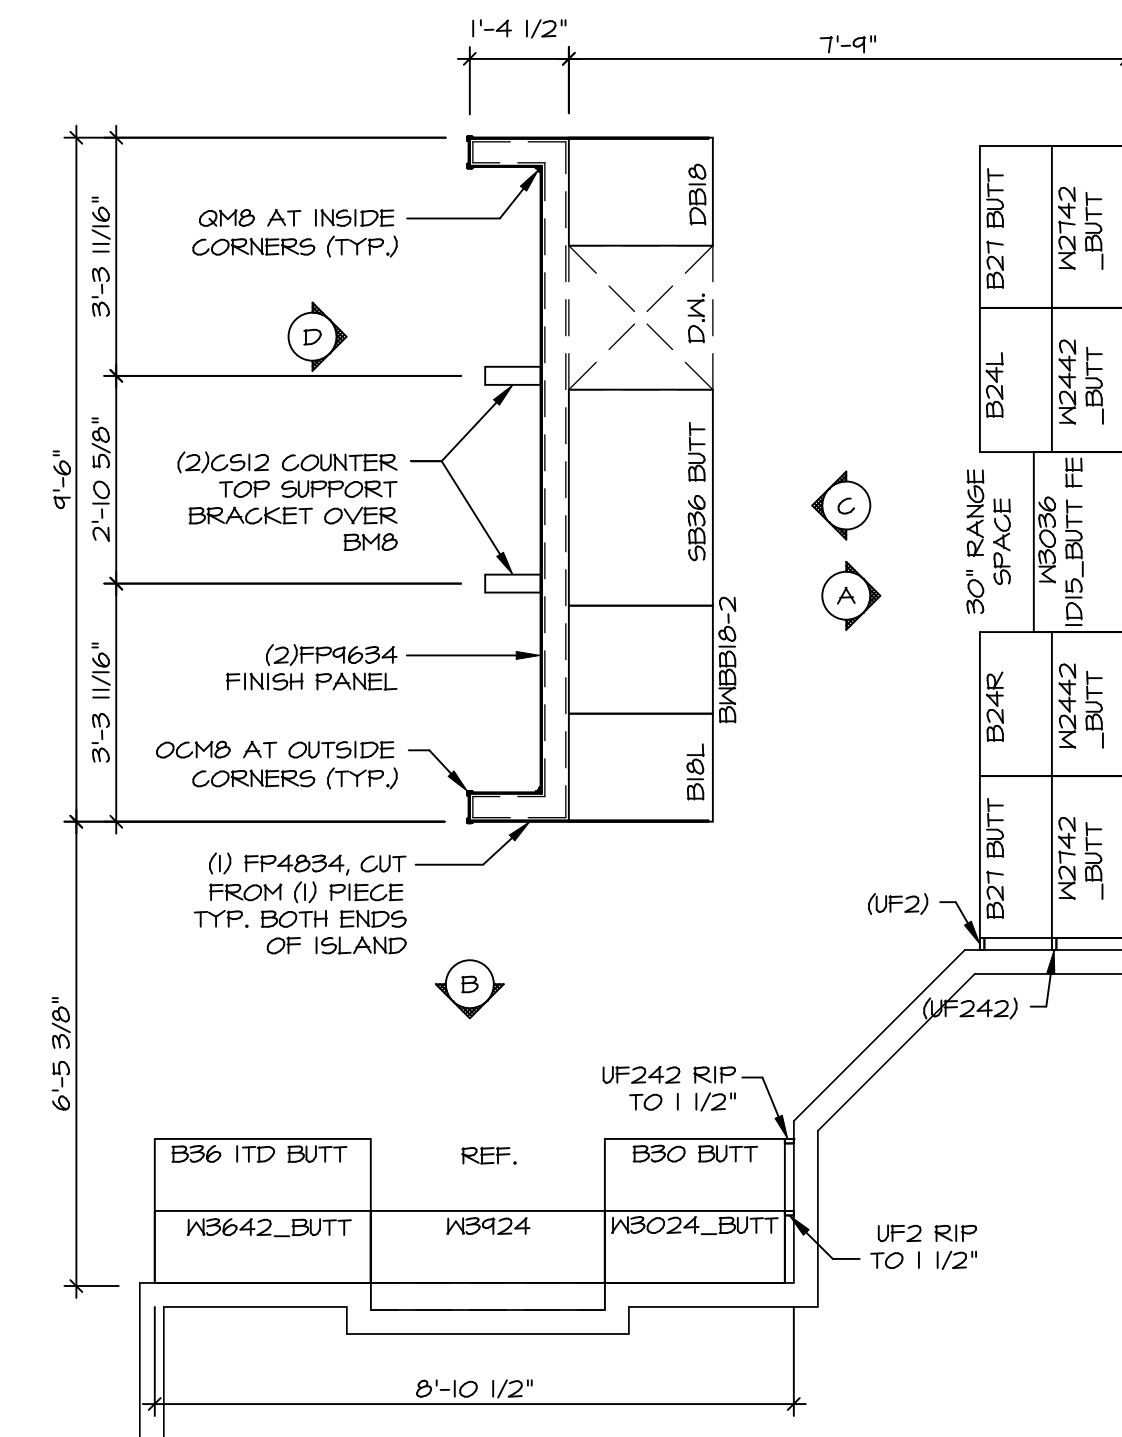 1'-4 1/2"
7'-9"
3'-3 11/16"
9'-6"
2'-10 5/8"
3'-3 11/16"
6'-5 3/8"
QM8 AT INSIDE
CORNERS (TYP.)
D
(2)CS12 COUNTER
TOP SUPPORT
BRACKET OVER
BM8
(2)FP9634
FINISH PANEL
OCM8 AT OUTSIDE
CORNERS (TYP.)
(1) FP4834, CUT
FROM (1) PIECE
TYP. BOTH ENDS
OF ISLAND
DB18
D.W.
SB36 BUTT
BWBB18-2
B18L
C
A
B
B27 BUTT
W2742
_BUTT
B24L
W2442
_BUTT
30" RANGE
SPACE
W3036
1D15_BUTT FE
B24R
W2442
_BUTT
B27 BUTT
W2742
_BUTT
(UF2)
(UF242)
UF242 RIP
TO 1 1/2"
B36 1TD BUTT
REF.
B30 BUTT
W3642_BUTT
W3924
W3024_BUTT
UF2 RIP
TO 1 1/2"
8'-10 1/2"